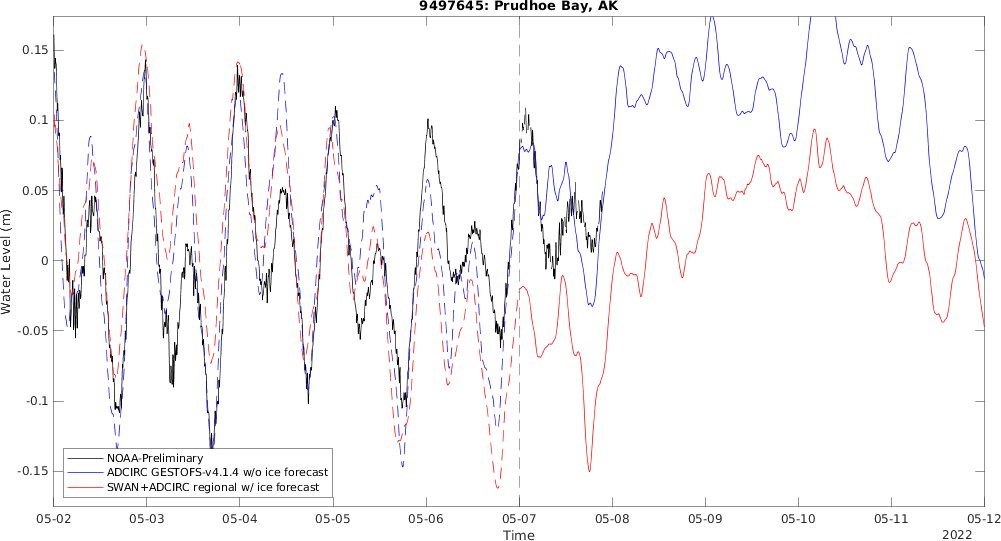 9497645: Prudhoe Bay, AK
Water Level (m)
0.15
0.1
0.05
0
-0.05
-0.1
-0.15
NOAA-Preliminary
ADCIRC GESTOFS-v4.1.4 w/o ice forecast
SWAN+ADCIRC regional w/ ice forecast
05-02 05-03 05-04 05-05 05-06 05-07 05-08 05-09 05-10 05-11 05-12
Time
2022